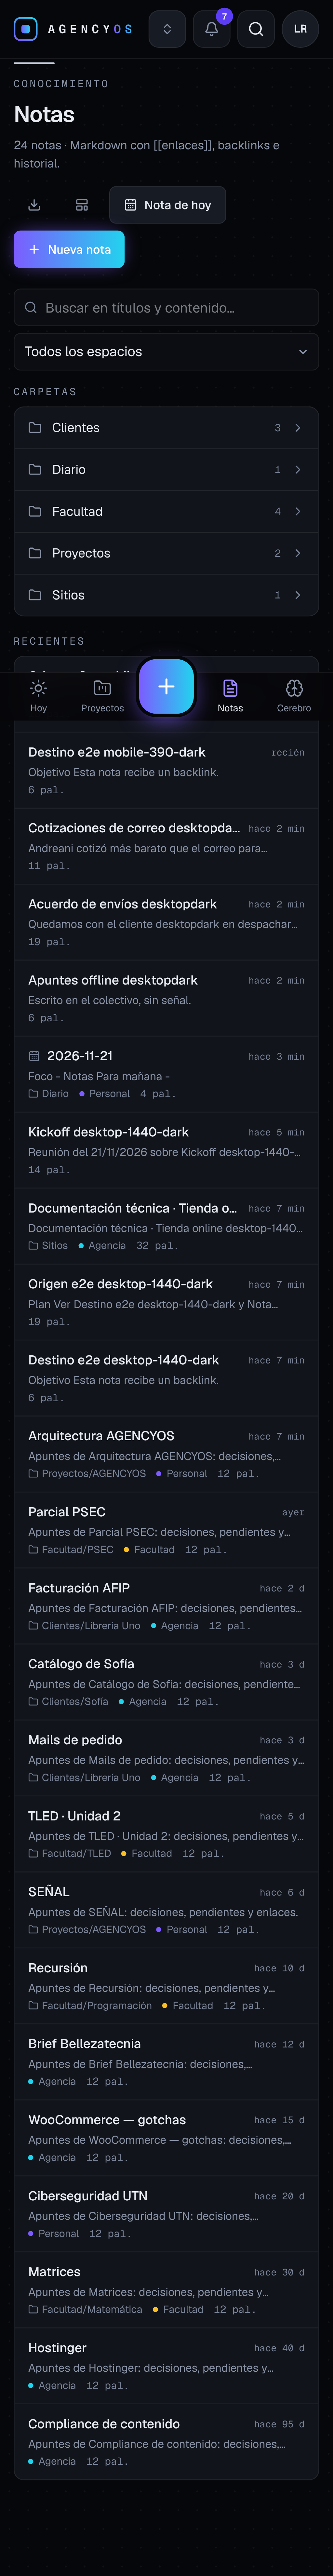 AGENCYOS
7
LR
CONOCIMIENTO
Notas
24 notas · Markdown con [[enlaces]], backlinks e
historial.
Nota de hoy
Nueva nota
Buscar en títulos y contenido…
Todos los espacios
CARPETAS
Clientes 3
Diario 1
Facultad 4
Proyectos 2
Sitios 1
RECIENTES
Hoy
Proyectos
Notas
Cerebro
Destino e2e mobile-390-dark recién
Objetivo Esta nota recibe un backlink.
6 pal.
Cotizaciones de correo desktopda… hace 2 min
Andreani cotizó más barato que el correo para…
11 pal.
Acuerdo de envíos desktopdark hace 2 min
Quedamos con el cliente desktopdark en despachar…
19 pal.
Apuntes offline desktopdark hace 2 min
Escrito en el colectivo, sin señal.
6 pal.
2026-11-21 hace 3 min
Foco - Notas Para mañana -
Diario Personal 4 pal.
Kickoff desktop-1440-dark hace 5 min
Reunión del 21/11/2026 sobre Kickoff desktop-1440-…
14 pal.
Documentación técnica · Tienda o… hace 7 min
Documentación técnica · Tienda online desktop-1440…
Sitios Agencia 32 pal.
Origen e2e desktop-1440-dark hace 7 min
Plan Ver Destino e2e desktop-1440-dark y Nota…
19 pal.
Destino e2e desktop-1440-dark hace 7 min
Objetivo Esta nota recibe un backlink.
6 pal.
Arquitectura AGENCYOS hace 7 min
Apuntes de Arquitectura AGENCYOS: decisiones,…
Proyectos/AGENCYOS Personal 12 pal.
Parcial PSEC ayer
Apuntes de Parcial PSEC: decisiones, pendientes y…
Facultad/PSEC Facultad 12 pal.
Facturación AFIP hace 2 d
Apuntes de Facturación AFIP: decisiones, pendientes…
Clientes/Librería Uno Agencia 12 pal.
Catálogo de Sofía hace 3 d
Apuntes de Catálogo de Sofía: decisiones, pendiente…
Clientes/Sofía Agencia 12 pal.
Mails de pedido hace 3 d
Apuntes de Mails de pedido: decisiones, pendientes y…
Clientes/Librería Uno Agencia 12 pal.
TLED · Unidad 2 hace 5 d
Apuntes de TLED · Unidad 2: decisiones, pendientes y…
Facultad/TLED Facultad 12 pal.
SEÑAL hace 6 d
Apuntes de SEÑAL: decisiones, pendientes y enlaces.
Proyectos/AGENCYOS Personal 12 pal.
Recursión hace 10 d
Apuntes de Recursión: decisiones, pendientes y…
Facultad/Programación Facultad 12 pal.
Brief Bellezatecnia hace 12 d
Apuntes de Brief Bellezatecnia: decisiones,…
Agencia 12 pal.
WooCommerce — gotchas hace 15 d
Apuntes de WooCommerce — gotchas: decisiones,…
Agencia 12 pal.
Ciberseguridad UTN hace 20 d
Apuntes de Ciberseguridad UTN: decisiones,…
Personal 12 pal.
Matrices hace 30 d
Apuntes de Matrices: decisiones, pendientes y…
Facultad/Matemática Facultad 12 pal.
Hostinger hace 40 d
Apuntes de Hostinger: decisiones, pendientes y…
Agencia 12 pal.
Compliance de contenido hace 95 d
Apuntes de Compliance de contenido: decisiones,…
Agencia 12 pal.